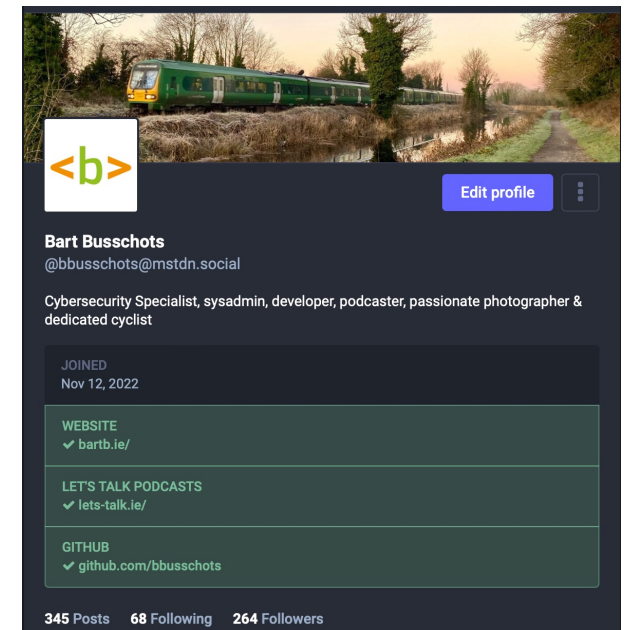 <b>
Edit profile
Bart Busschots
@bbusschots@mstdn.social
Cybersecurity Specialist, sysadmin, developer, podcaster, passionate photographer &
dedicated cyclist
JOINED
Nov 12, 2022
WEBSITE
✓ bartb.ie/
LET'S TALK PODCASTS
✓ lets-talk.ie/
GITHUB
✓ github.com/bbusschots
345 Posts 68 Following 264 Followers